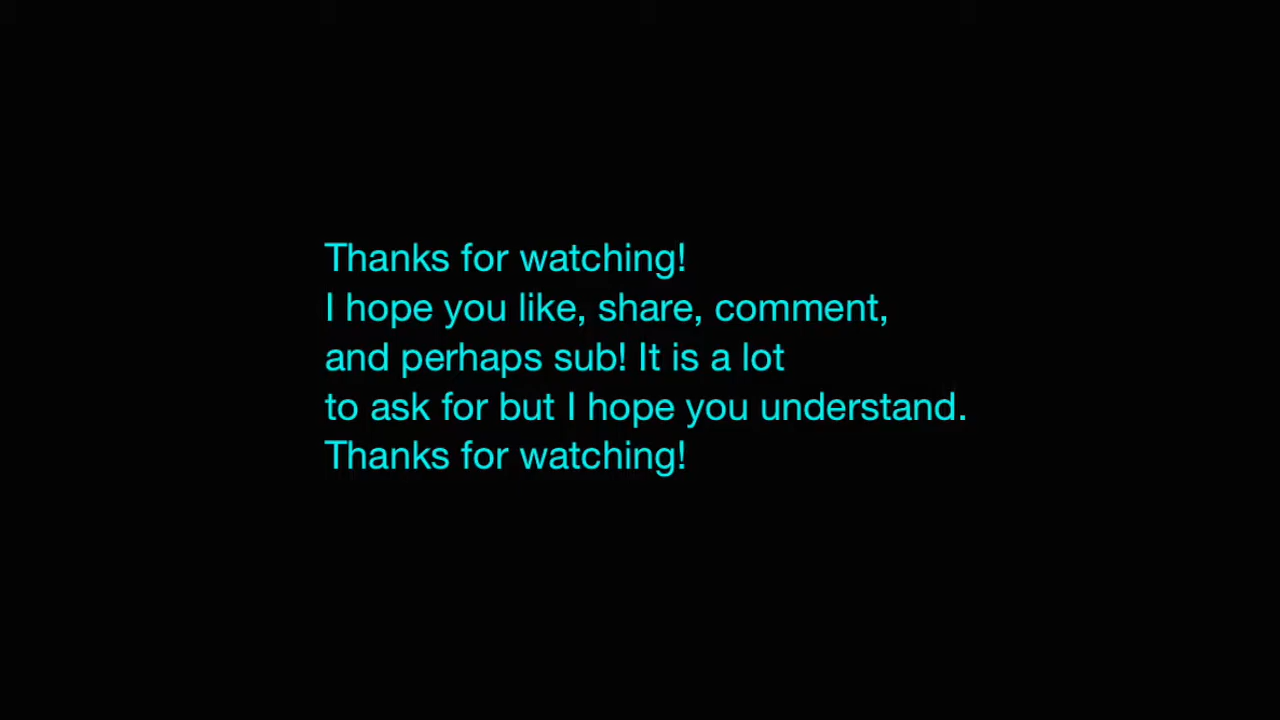 Thanks for watching!
I hope you like, share, comment,
and perhaps sub! It is a lot
to ask for but I hope you understand.
Thanks for watching!